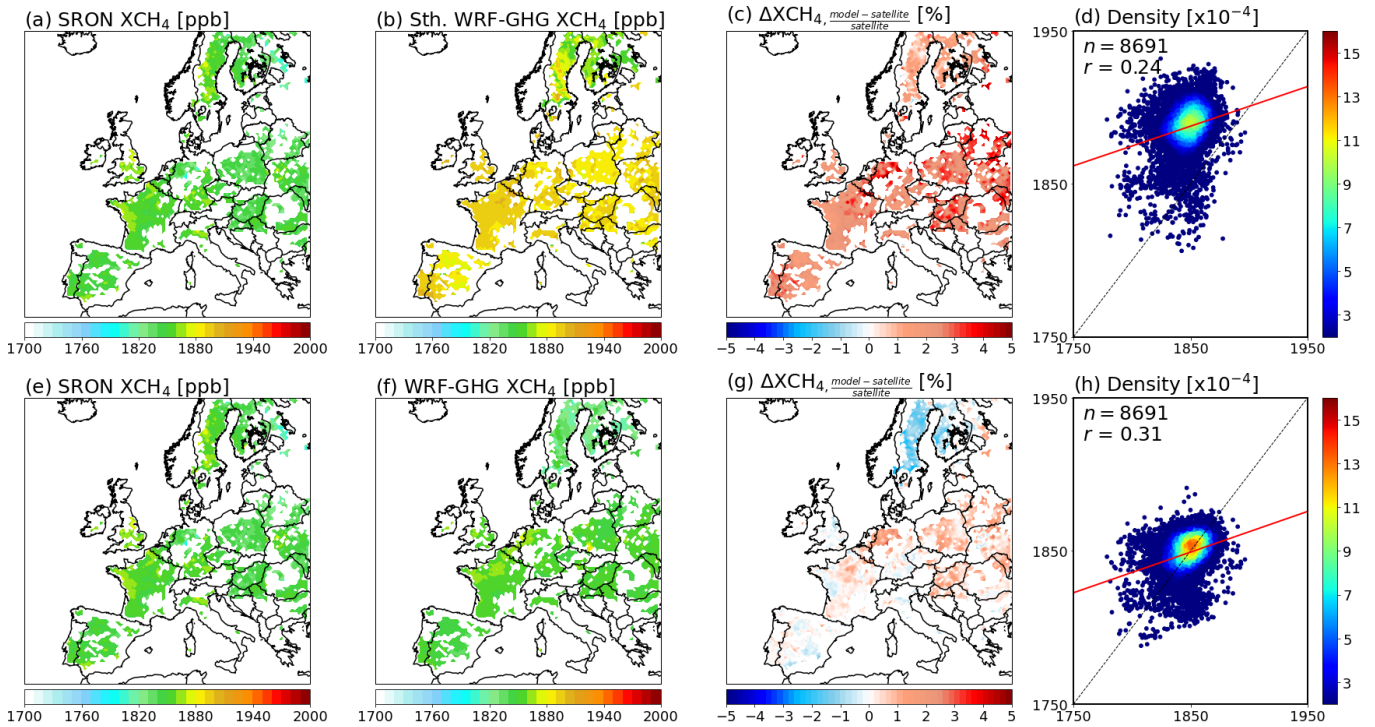 (a) SRON XCH₄ [ppb]
(b) Sth. WRF-GHG XCH₄ [ppb]
(c) ΔXCH₄, model−satellite/satellite [%]
(d) Density [x10⁻⁴]
n = 8691
r = 0.24
1950
1850
1750
1750 1850 1950
15
13
11
9
7
5
3
1700 1760 1820 1880 1940 2000
1700 1760 1820 1880 1940 2000
−5 −4 −3 −2 −1 0 1 2 3 4 5
(e) SRON XCH₄ [ppb]
(f) WRF-GHG XCH₄ [ppb]
(g) ΔXCH₄, model−satellite/satellite [%]
(h) Density [x10⁻⁴]
n = 8691
r = 0.31
1950
1850
1750
1750 1850 1950
15
13
11
9
7
5
3
1700 1760 1820 1880 1940 2000
1700 1760 1820 1880 1940 2000
−5 −4 −3 −2 −1 0 1 2 3 4 5